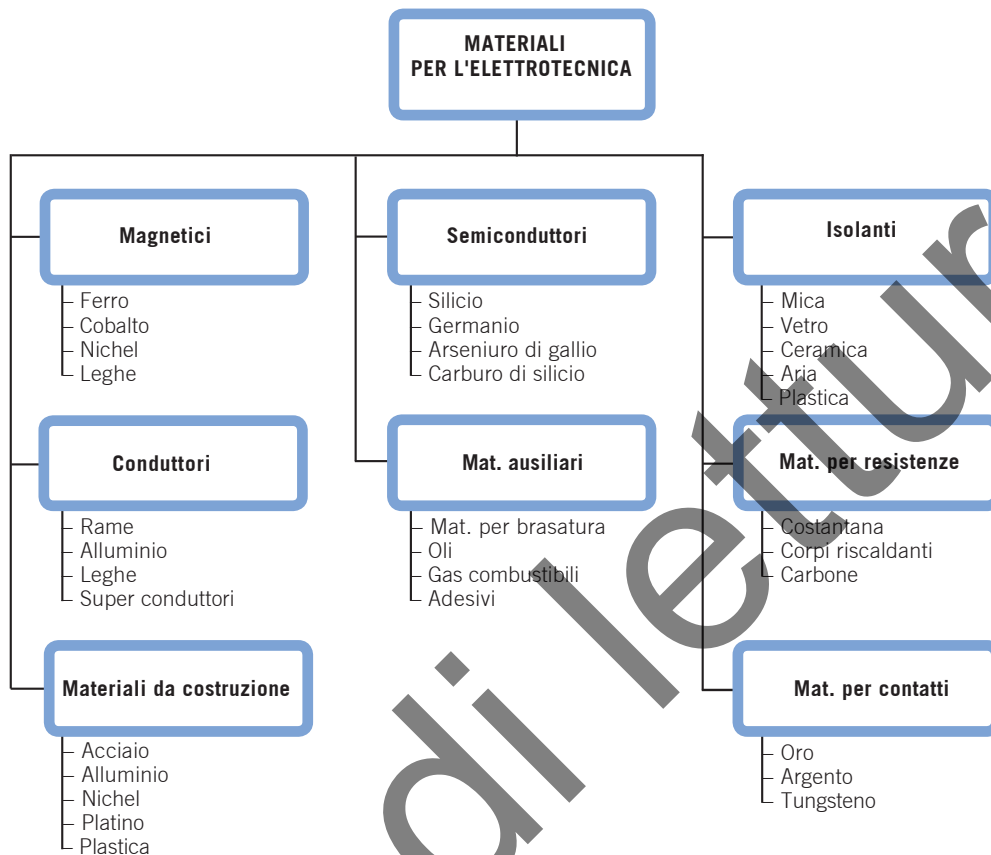 MATERIALI
PER L'ELETTROTECNICA
Magnetici
Ferro
Cobalto
Nichel
Leghe
Semiconduttori
Silicio
Germanio
Arseniuro di gallio
Carburo di silicio
Isolanti
Mica
Vetro
Ceramica
Aria
Plastica
Conduttori
Rame
Alluminio
Leghe
Super conduttori
Mat. ausiliari
Mat. per brasatura
Oli
Gas combustibili
Adesivi
Mat. per resistenze
Costantana
Corpi riscaldanti
Carbone
Materiali da costruzione
Acciaio
Alluminio
Nichel
Platino
Plastica
Mat. per contatti
Oro
Argento
Tungsteno
di lettur